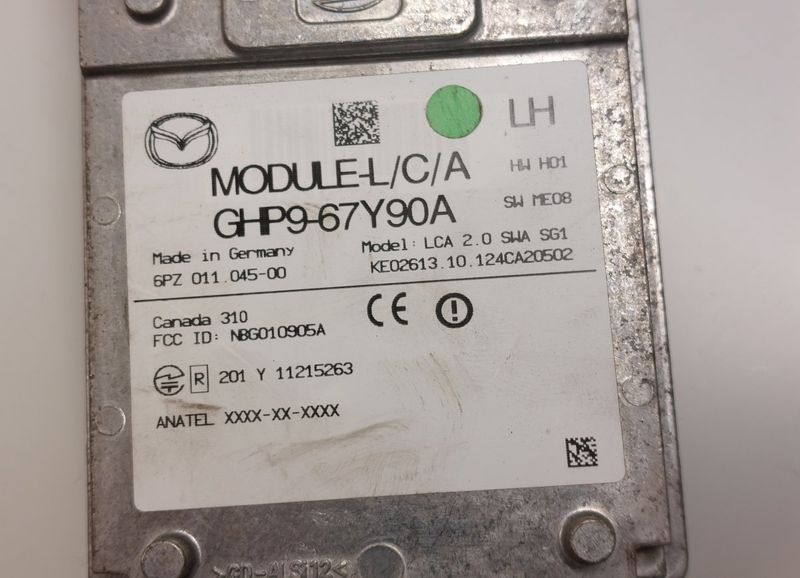 LH
MODULE-L/C/A
HW H01
GHP9-67Y90A
SW ME08
Made in Germany
Model: LCA 2.0 SWA SG1
6PZ 011.045-00
KE02613.10.124CA20502
Canada 310
CE
FCC ID: NBG010905A
R 201 Y 11215263
ANATEL XXXX-XX-XXXX